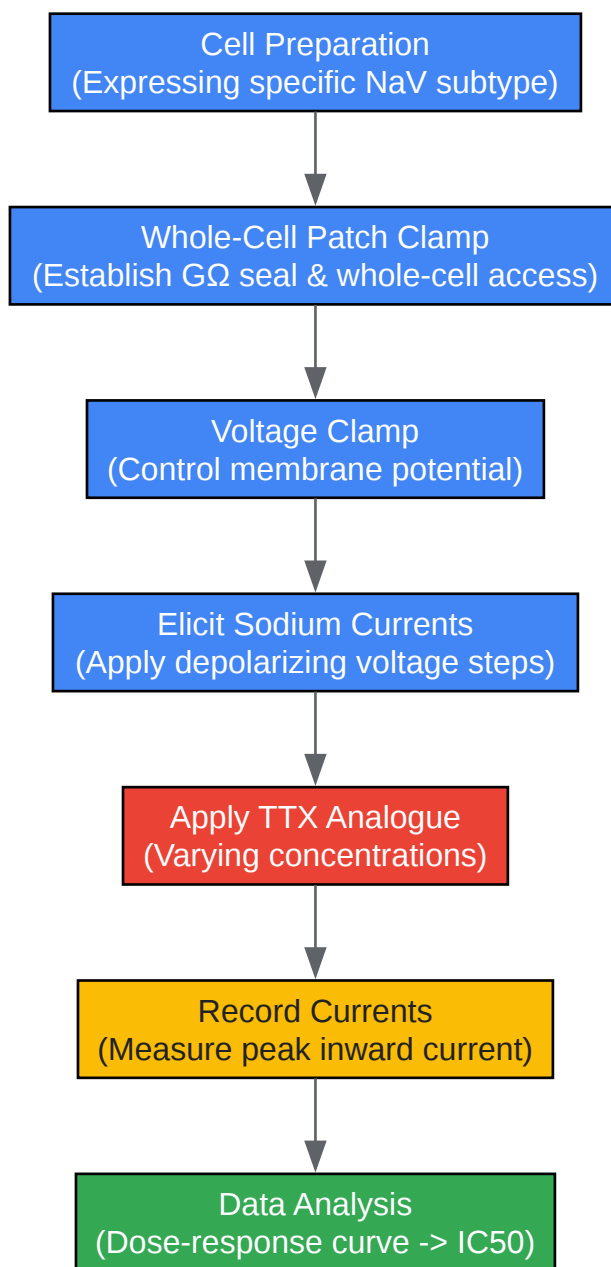 Cell Preparation
(Expressing specific NaV subtype)
Whole-Cell Patch Clamp
(Establish GΩ seal & whole-cell access)
Voltage Clamp
(Control membrane potential)
Elicit Sodium Currents
(Apply depolarizing voltage steps)
Apply TTX Analogue
(Varying concentrations)
Record Currents
(Measure peak inward current)
Data Analysis
(Dose-response curve -> IC50)